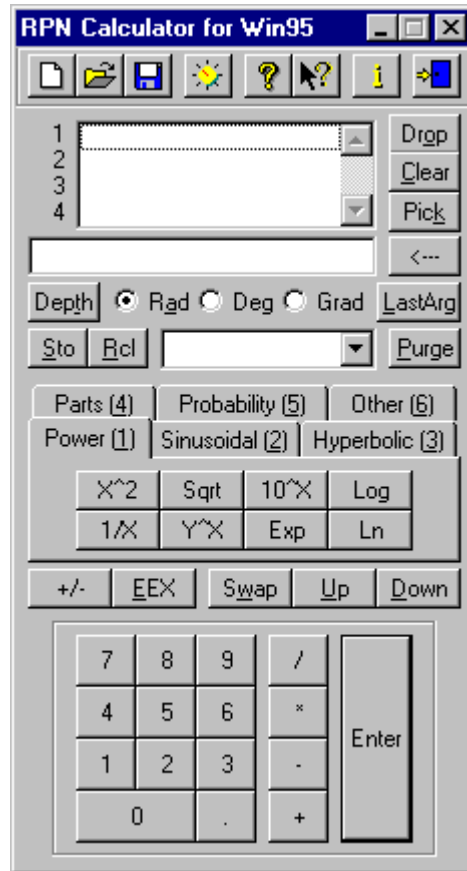 RPN Calculator for Win95
1 Drop
2 Clear
3
4 Pick
<---
Depth Rad Deg Grad LastArg
Sto Rcl Purge
Parts (4) Probability (5) Other (6)
Power (1) Sinusoidal (2) Hyperbolic (3)
X^2 Sqrt 10^X Log
1/X Y^X Exp Ln
+/- EEX Swap Up Down
7 8 9 /
4 5 6 *
Enter
1 2 3 -
0 . +